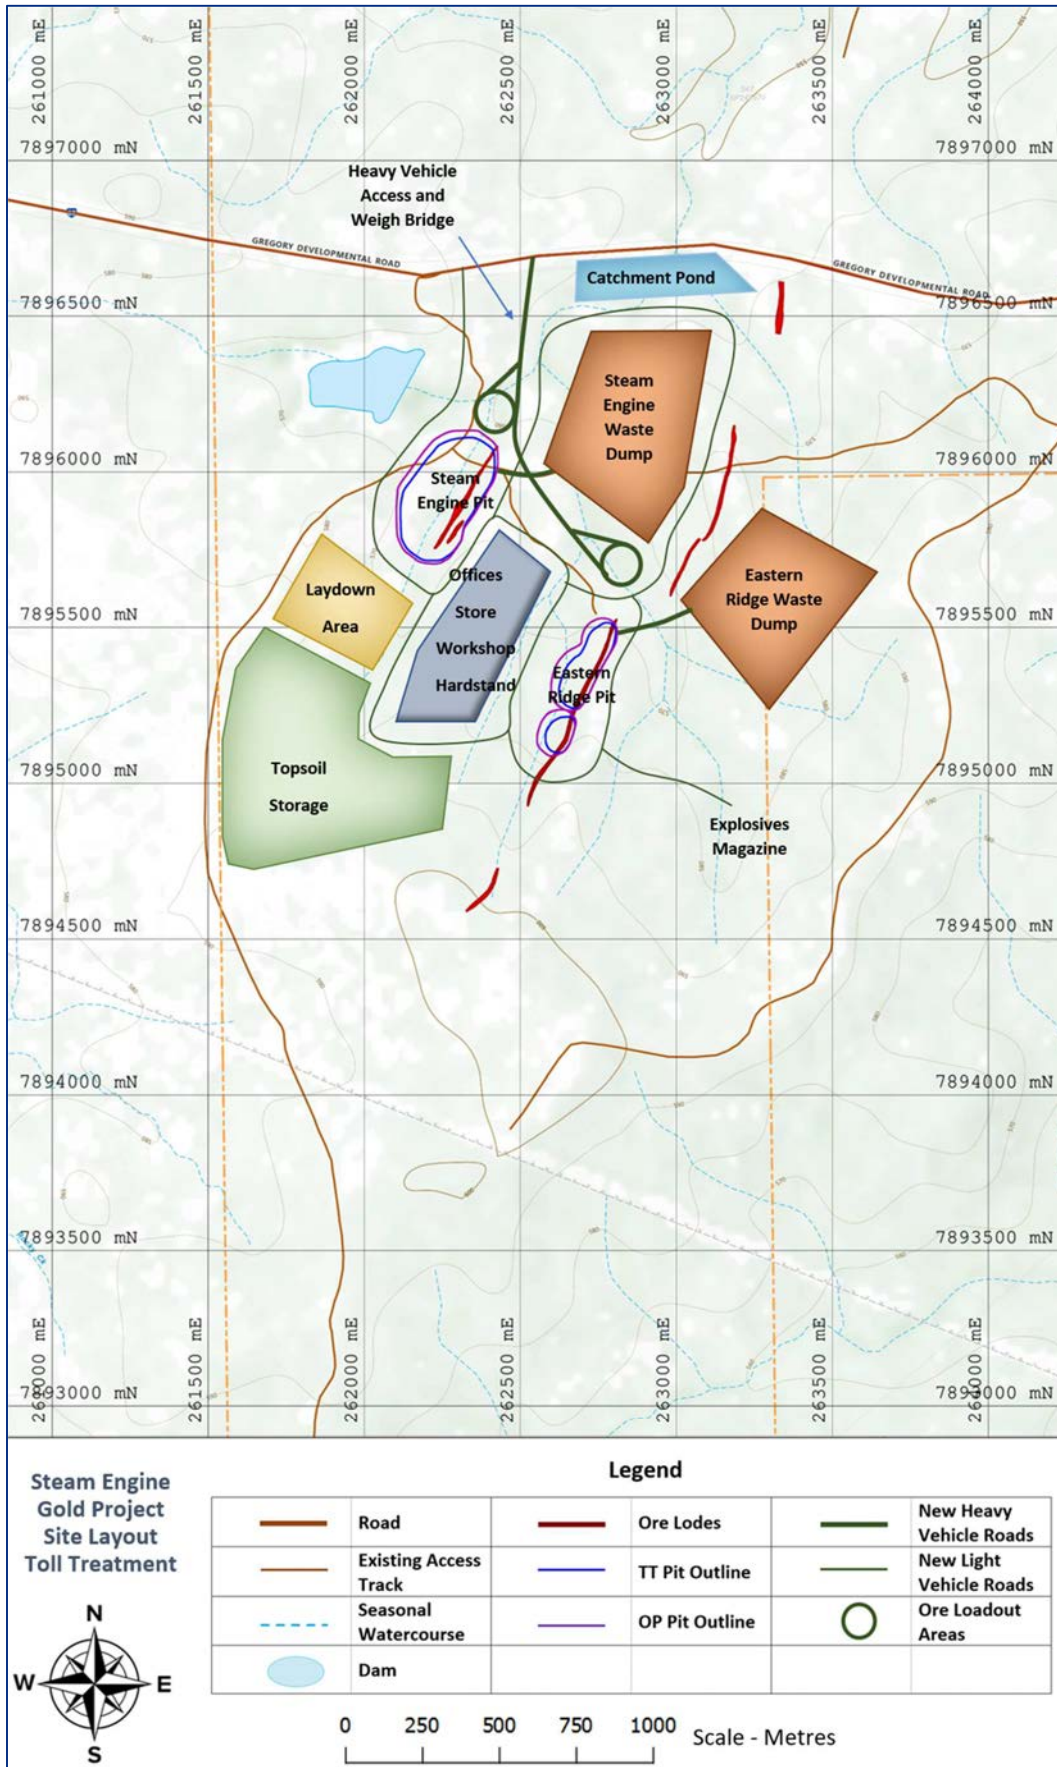 261000 mE
261500 mE
262000 mE
262500 mE
263000 mE
263500 mE
264000 mE
7897000 mN
7897000 mN
Heavy Vehicle
Access and
Weigh Bridge
GREGORY DEVELOPMENTAL ROAD
GREGORY DEVELOPMENTAL ROAD
Catchment Pond
7896500 mN
7896500 mN
Steam
Engine
Waste
Dump
7896000 mN
7896000 mN
Steam
Engine Pit
Laydown
Area
Offices
Store
Workshop
Hardstand
Eastern
Ridge Waste
Dump
7895500 mN
7895500 mN
Eastern
Ridge Pit
Topsoil
Storage
7895000 mN
7895000 mN
Explosives
Magazine
7894500 mN
7894500 mN
7894000 mN
7894000 mN
7893500 mN
7893500 mN
7893000 mN
7893000 mN
261000 mE
261500 mE
262000 mE
262500 mE
263000 mE
263500 mE
264000 mE
Steam Engine
Gold Project
Site Layout
Toll Treatment
N
W
E
S
Legend
Road
Ore Lodes
New Heavy
Vehicle Roads
Existing Access
Track
TT Pit Outline
New Light
Vehicle Roads
Seasonal
Watercourse
OP Pit Outline
Ore Loadout
Areas
Dam
0 250 500 750 1000
Scale - Metres